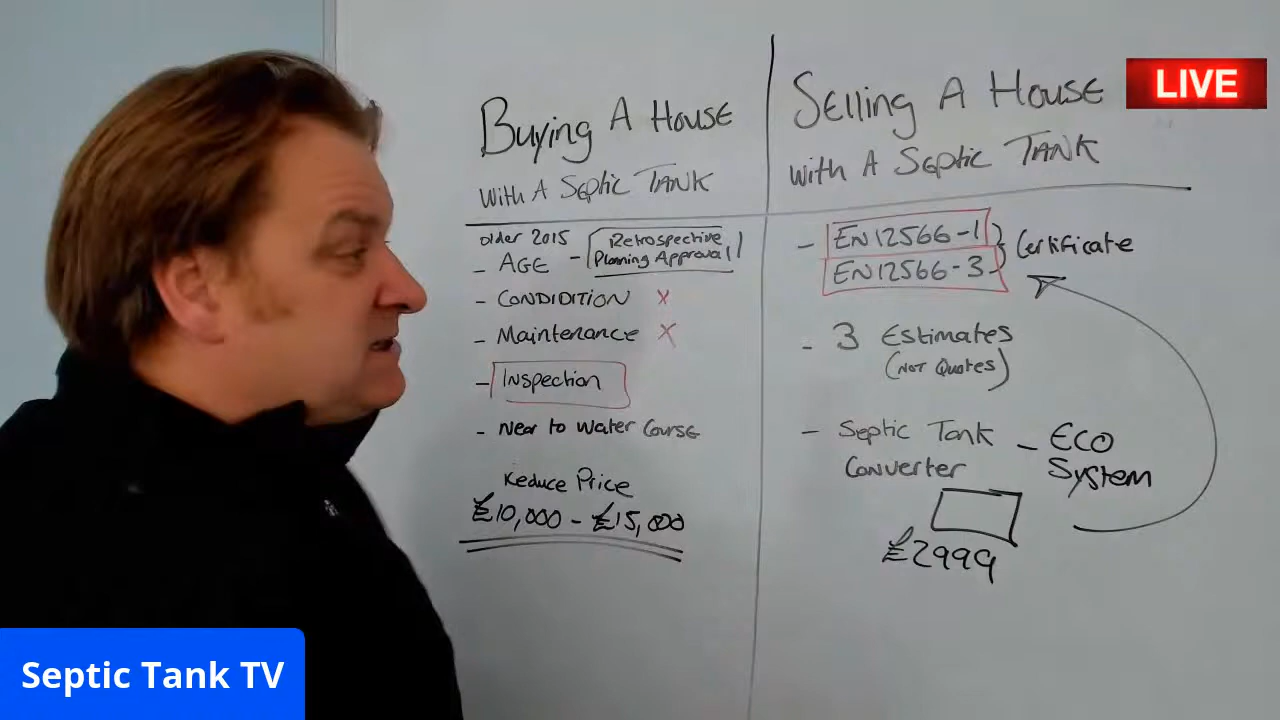 LIVE
Buying A House
With A Septic TANK
older 2015
- AGE - Retrospective
Planning Approval
- CONDIDITION x
- Maintenance x
- Inspection
- Near to Water Course
Reduce Price
£10,000 - £15,000
Selling A House
With A Septic TANK
- EN12566-1
EN12566-3
Certificate
- 3 Estimates
(NOT Quotes)
- Septic Tank
Converter
- ECO
System
£2999
Septic Tank TV